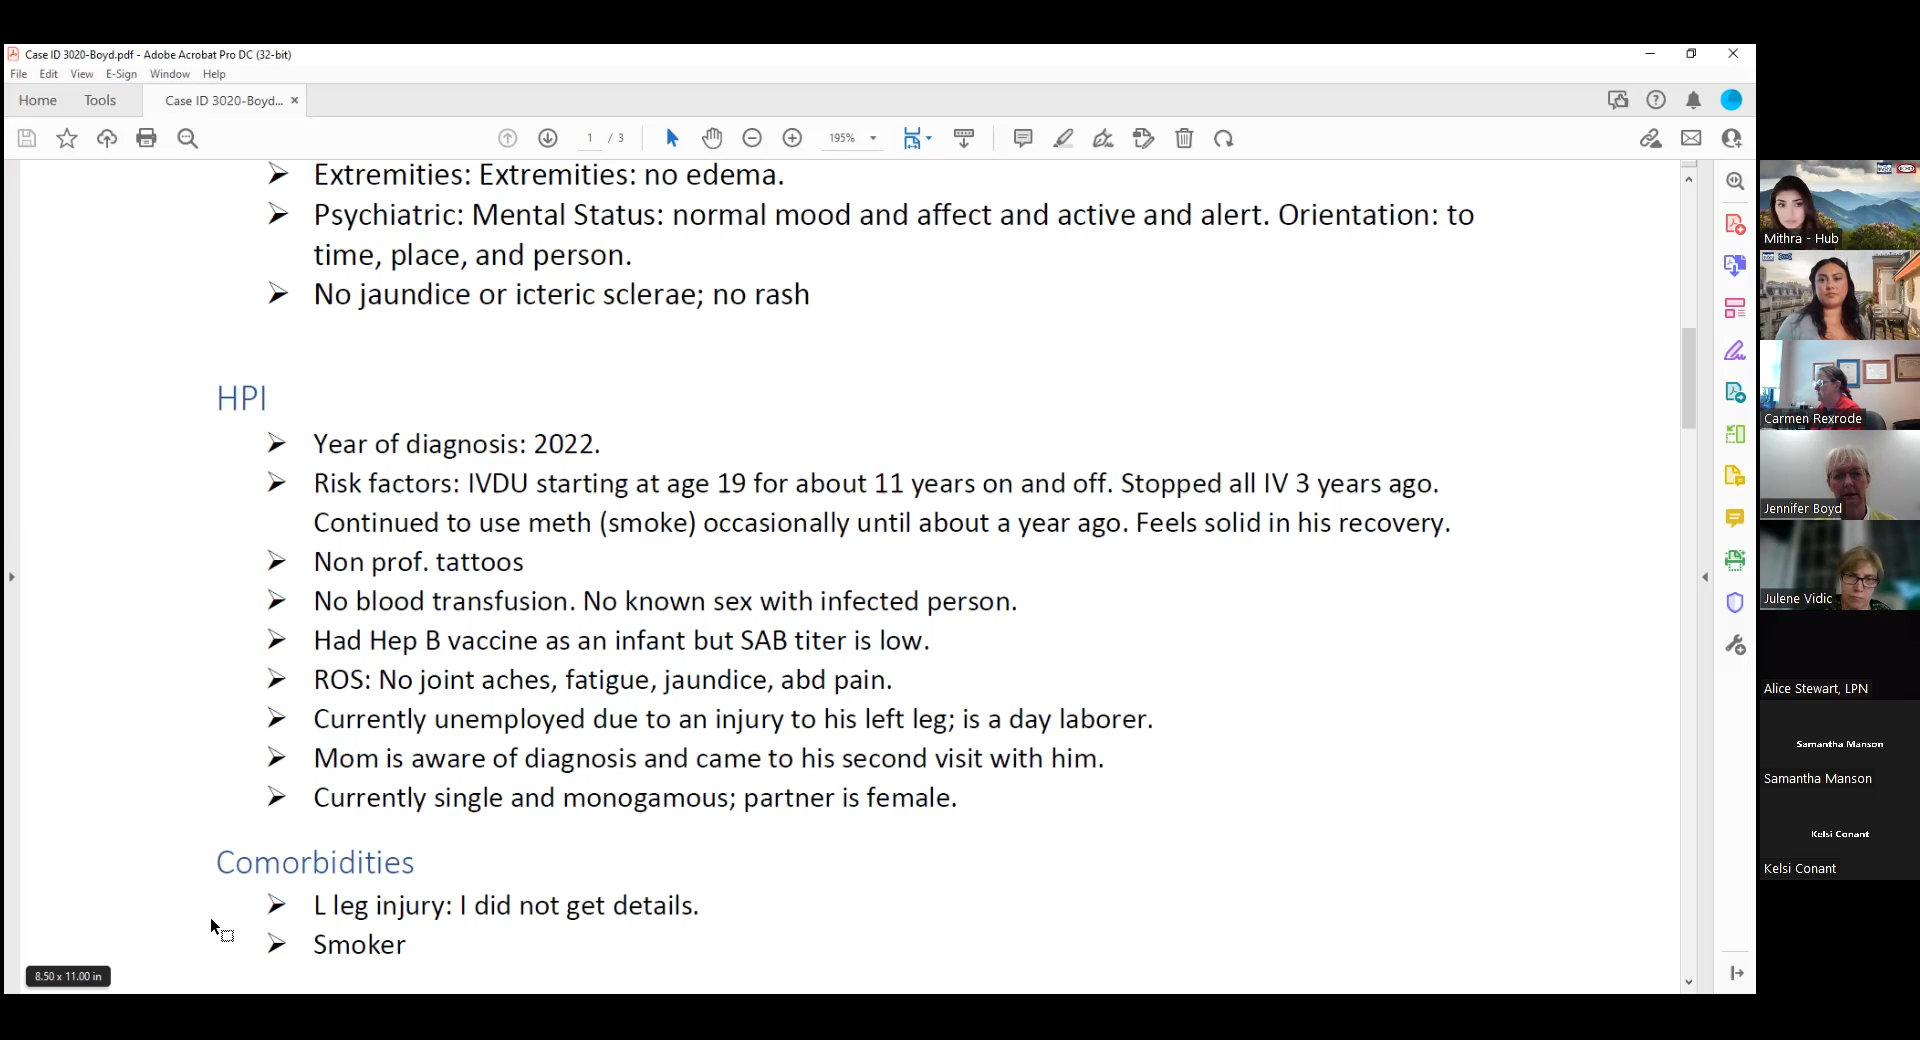 Case ID 3020-Boyd.pdf - Adobe Acrobat Pro DC (32-bit)
File Edit View E-Sign Window Help
Home Tools Case ID 3020-Boyd... ×
1 / 3 195%
Extremities: Extremities: no edema.
Psychiatric: Mental Status: normal mood and affect and active and alert. Orientation: to
time, place, and person.
No jaundice or icteric sclerae; no rash
HPI
Year of diagnosis: 2022.
Risk factors: IVDU starting at age 19 for about 11 years on and off. Stopped all IV 3 years ago.
Continued to use meth (smoke) occasionally until about a year ago. Feels solid in his recovery.
Non prof. tattoos
No blood transfusion. No known sex with infected person.
Had Hep B vaccine as an infant but SAB titer is low.
ROS: No joint aches, fatigue, jaundice, abd pain.
Currently unemployed due to an injury to his left leg; is a day laborer.
Mom is aware of diagnosis and came to his second visit with him.
Currently single and monogamous; partner is female.
Comorbidities
L leg injury: I did not get details.
Smoker
8.50 x 11.00 in
Mithra - Hub
Carmen Rexrode
Jennifer Boyd
Julene Vidic
Alice Stewart, LPN
Samantha Manson
Samantha Manson
Kelsi Conant
Kelsi Conant